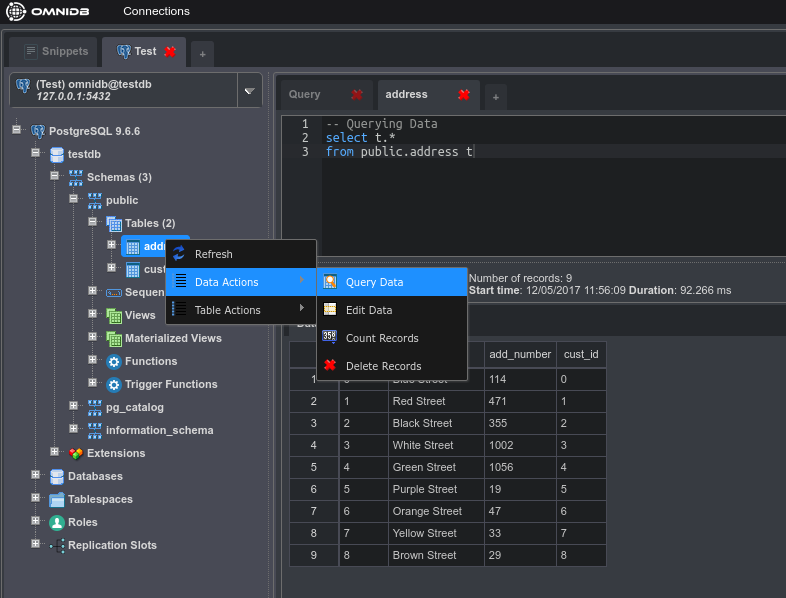 OMNIDB
Connections
Snippets
Test
+
(Test) omnidb@testdb
127.0.0.1:5432
PostgreSQL 9.6.6
testdb
Schemas (3)
public
Tables (2)
addr
cust
Sequen
Views
Materialized Views
Functions
Trigger Functions
pg_catalog
information_schema
Extensions
Databases
Tablespaces
Roles
Replication Slots
Refresh
Data Actions
Table Actions
Query Data
Edit Data
358
Count Records
Delete Records
Query
address
+
1 -- Querying Data
2 select t.*
3 from public.address t
Number of records: 9
Start time: 12/05/2017 11:56:09 Duration: 92.266 ms
add_number cust_id
1 0 Blue Street 114 0
2 1 Red Street 471 1
3 2 Black Street 355 2
4 3 White Street 1002 3
5 4 Green Street 1056 4
6 5 Purple Street 19 5
7 6 Orange Street 47 6
8 7 Yellow Street 33 7
9 8 Brown Street 29 8